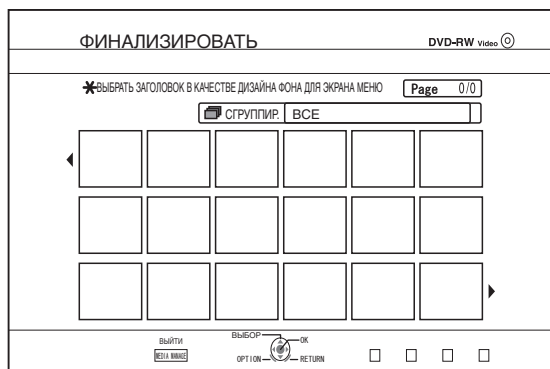 ФИНАЛИЗИРОВАТЬ DVD-RW Video
ВЫБРАТЬ ЗАГОЛОВОК В КАЧЕСТВЕ ДИЗАЙНА ФОНА ДЛЯ ЭКРАНА МЕНЮ Page 0/0
СГРУППИР. ВСЕ
ВЫЙТИ ВЫБОР OK
MEDIA MANAGE OPTION RETURN